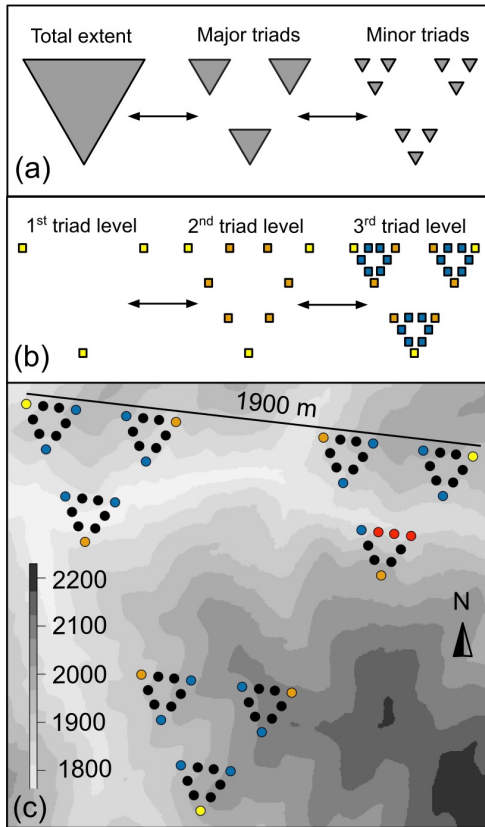 Total extent Major triads Minor triads
(a)
1st triad level 2nd triad level 3rd triad level
(b)
1900 m
N
2200
2100
2000
1900
1800
(c)